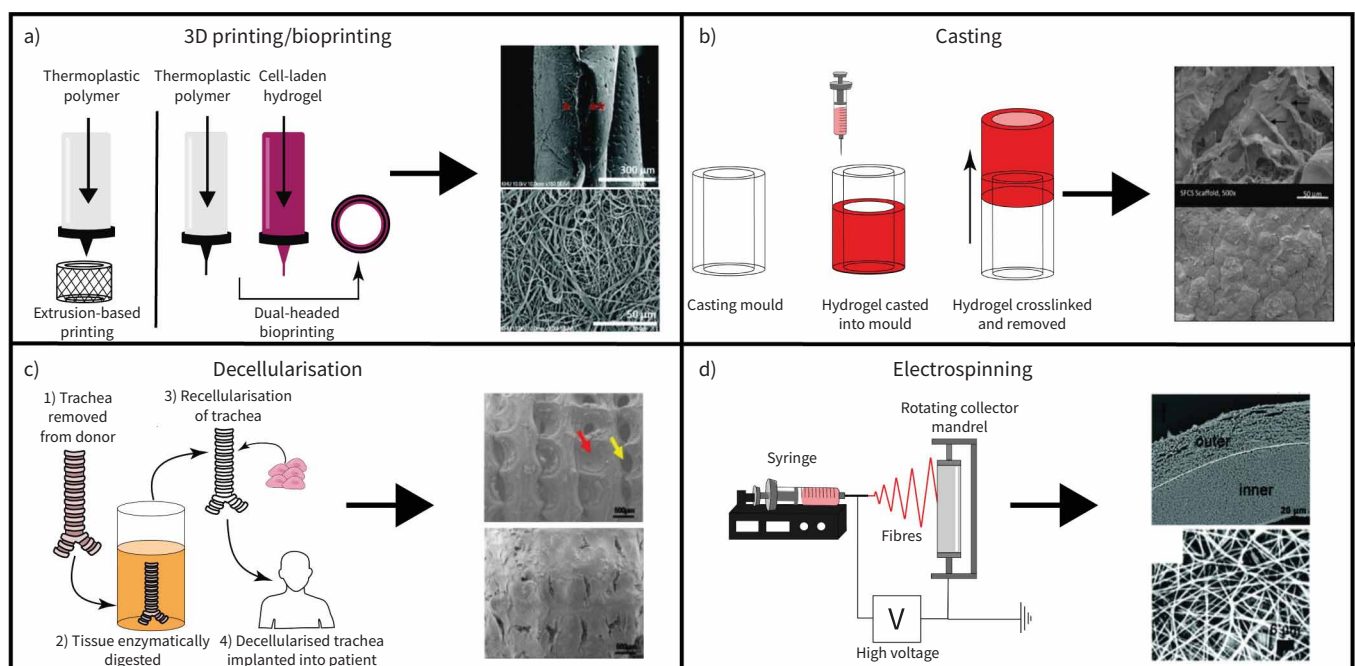 a)
3D printing/bioprinting
Thermoplastic
polymer
Thermoplastic
polymer
Cell-laden
hydrogel
Extrusion-based
printing
Dual-headed
bioprinting
300 µm
50 µm
b)
Casting
Casting mould
Hydrogel casted
into mould
Hydrogel crosslinked
and removed
SFCS Scaffold, 500x
50 µm
c)
Decellularisation
1) Trachea
removed
from donor
3) Recellularisation
of trachea
2) Tissue enzymatically
digested
4) Decellularised trachea
implanted into patient
500µm
d)
Electrospinning
Rotating collector
mandrel
Syringe
Fibres
V
High voltage
outer
inner
20 µm